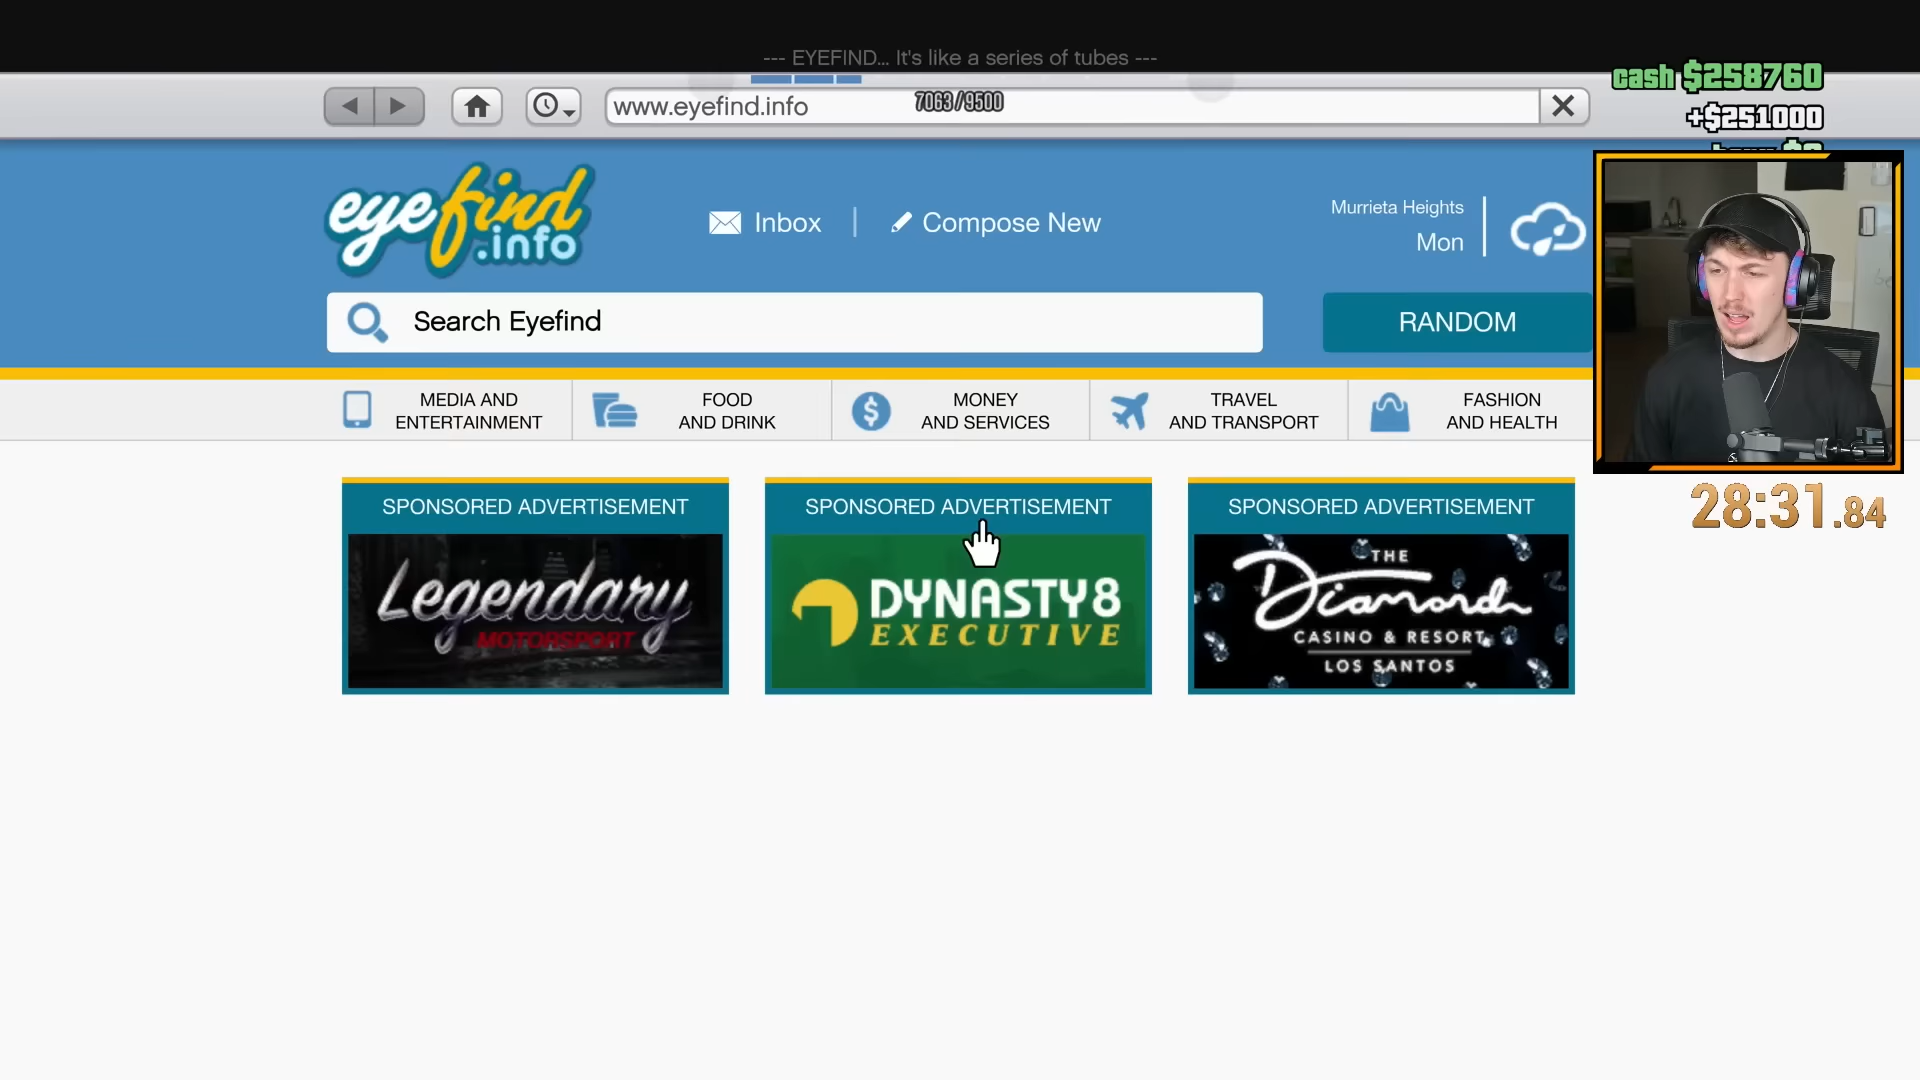 --- EYEFIND... It's like a series of tubes ---
cash $258760
www.eyefind.info
7063/9500
+$251000
eyefind.info
Inbox
Compose New
Murrieta Heights
Mon
Search Eyefind
RANDOM
MEDIA AND
ENTERTAINMENT
FOOD
AND DRINK
MONEY
AND SERVICES
TRAVEL
AND TRANSPORT
FASHION
AND HEALTH
28:31.84
SPONSORED ADVERTISEMENT
Legendary
MOTORSPORT
SPONSORED ADVERTISEMENT
DYNASTY 8
EXECUTIVE
SPONSORED ADVERTISEMENT
THE
Diamond
CASINO & RESORT
LOS SANTOS